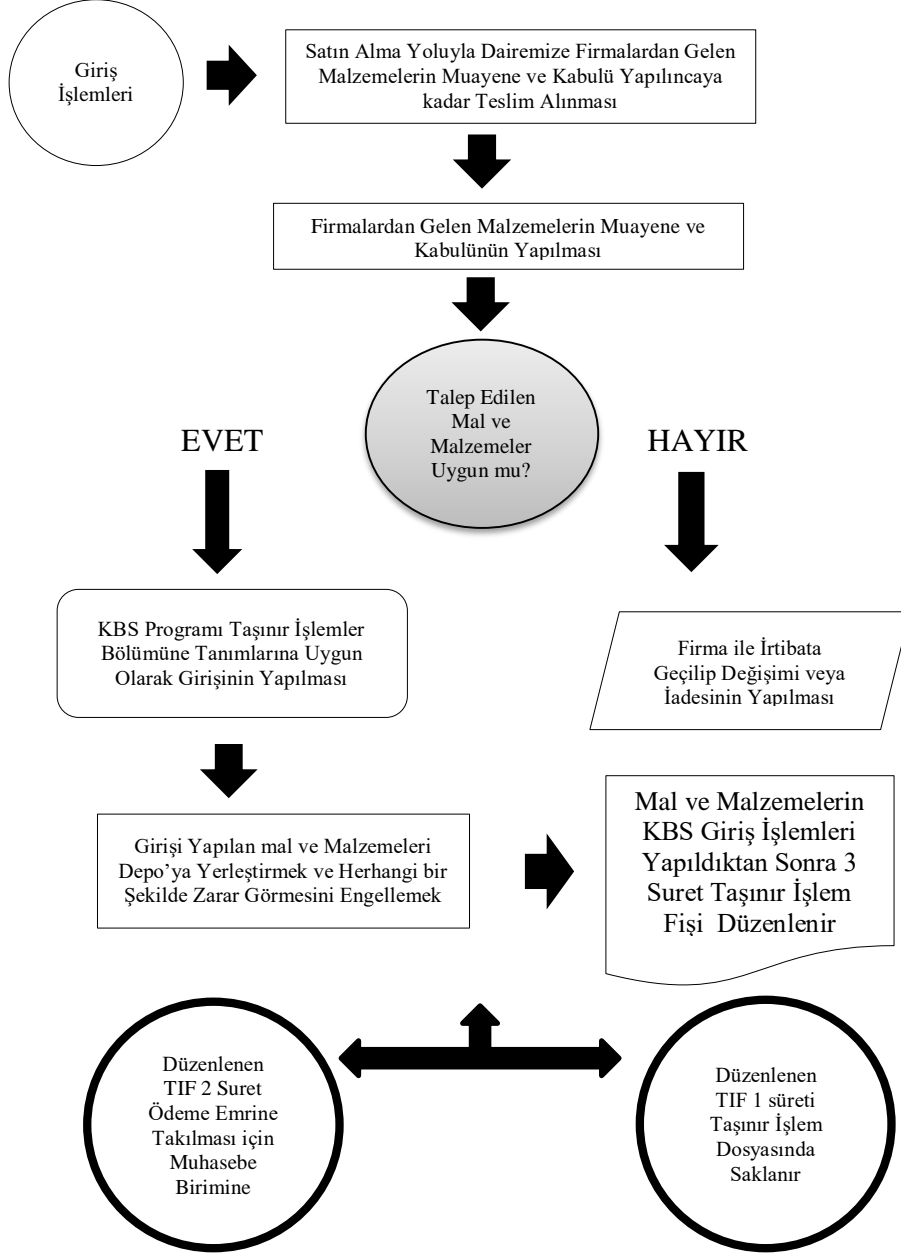 Giriş
İşlemleri
Satın Alma Yoluyla Dairemize Firmalardan Gelen
Malzemelerin Muayene ve Kabulü Yapılıncaya
kadar Teslim Alınması
Firmalardan Gelen Malzemelerin Muayene ve
Kabulünün Yapılması
Talep Edilen
Mal ve
Malzemeler
Uygun mu?
EVET
HAYIR
KBS Programı Taşınır İşlemler
Bölümüne Tanımlarına Uygun
Olarak Girişinin Yapılması
Firma ile İrtibata
Geçilip Değişimi veya
İadesinin Yapılması
Girişi Yapılan mal ve Malzemeleri
Depo’ya Yerleştirmek ve Herhangi bir
Şekilde Zarar Görmesini Engellemek
Mal ve Malzemelerin
KBS Giriş İşlemleri
Yapıldıktan Sonra 3
Suret Taşınır İşlem
Fişi Düzenlenir
Düzenlenen
TIF 2 Suret
Ödeme Emrine
Takılması için
Muhasebe
Birimine
Düzenlenen
TIF 1 süreti
Taşınır İşlem
Dosyasında
Saklanır